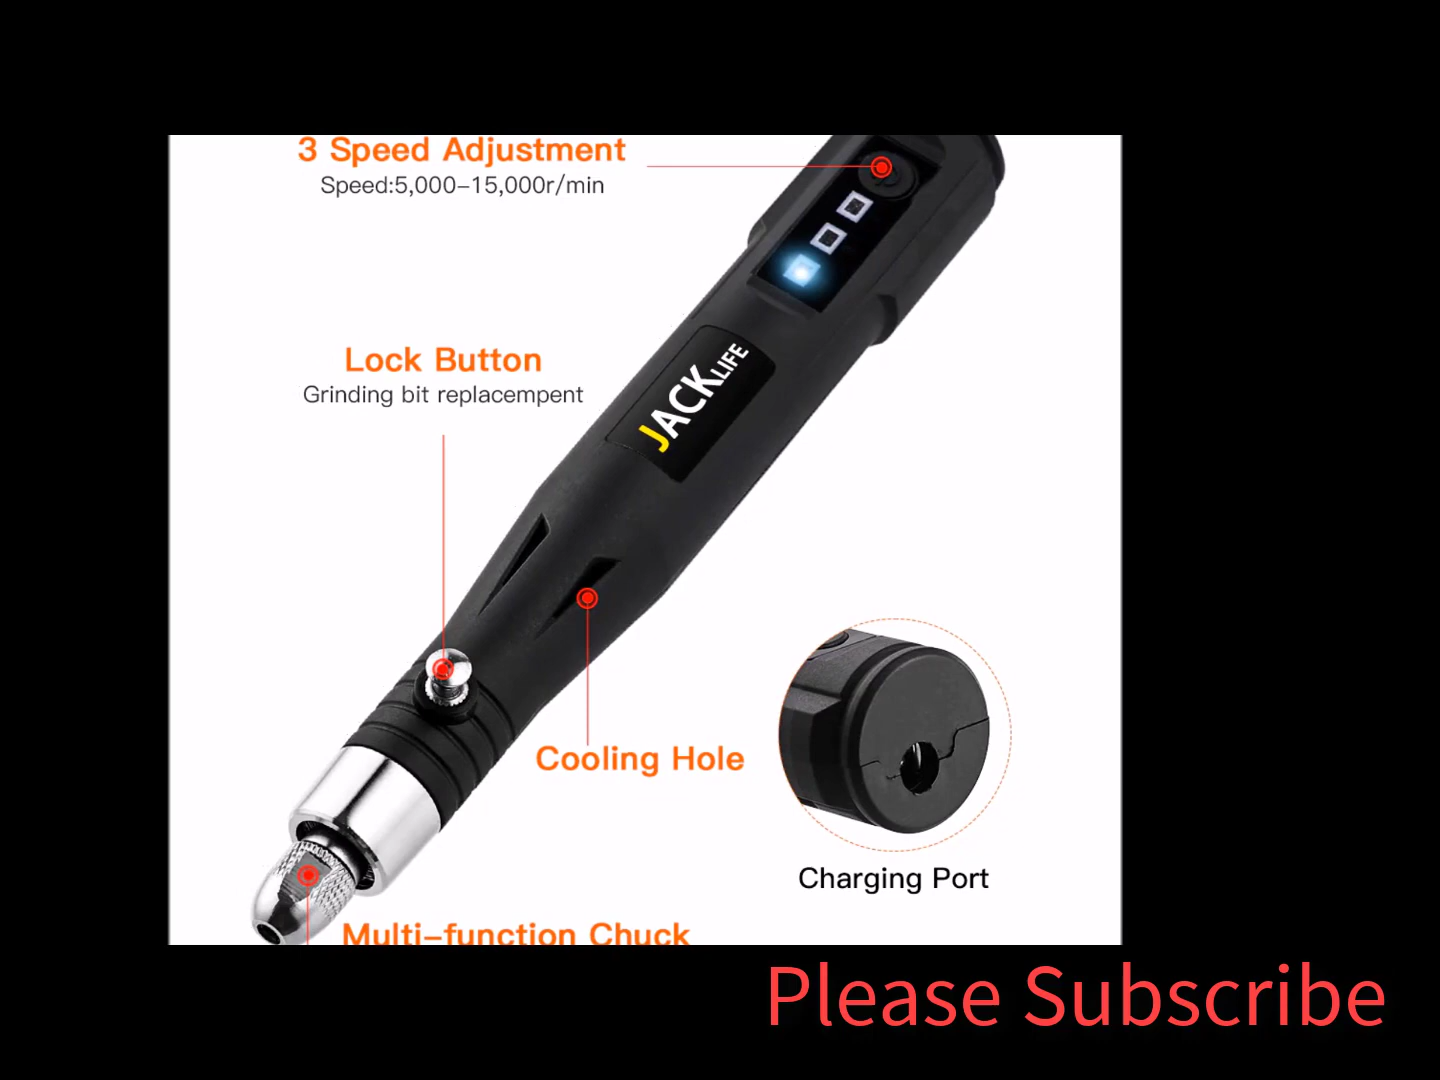 3 Speed Adjustment
Speed:5,000–15,000r/min
Lock Button
Grinding bit replacempent
JACKLIFE
Cooling Hole
Charging Port
Multi–function Chuck
Please Subscribe